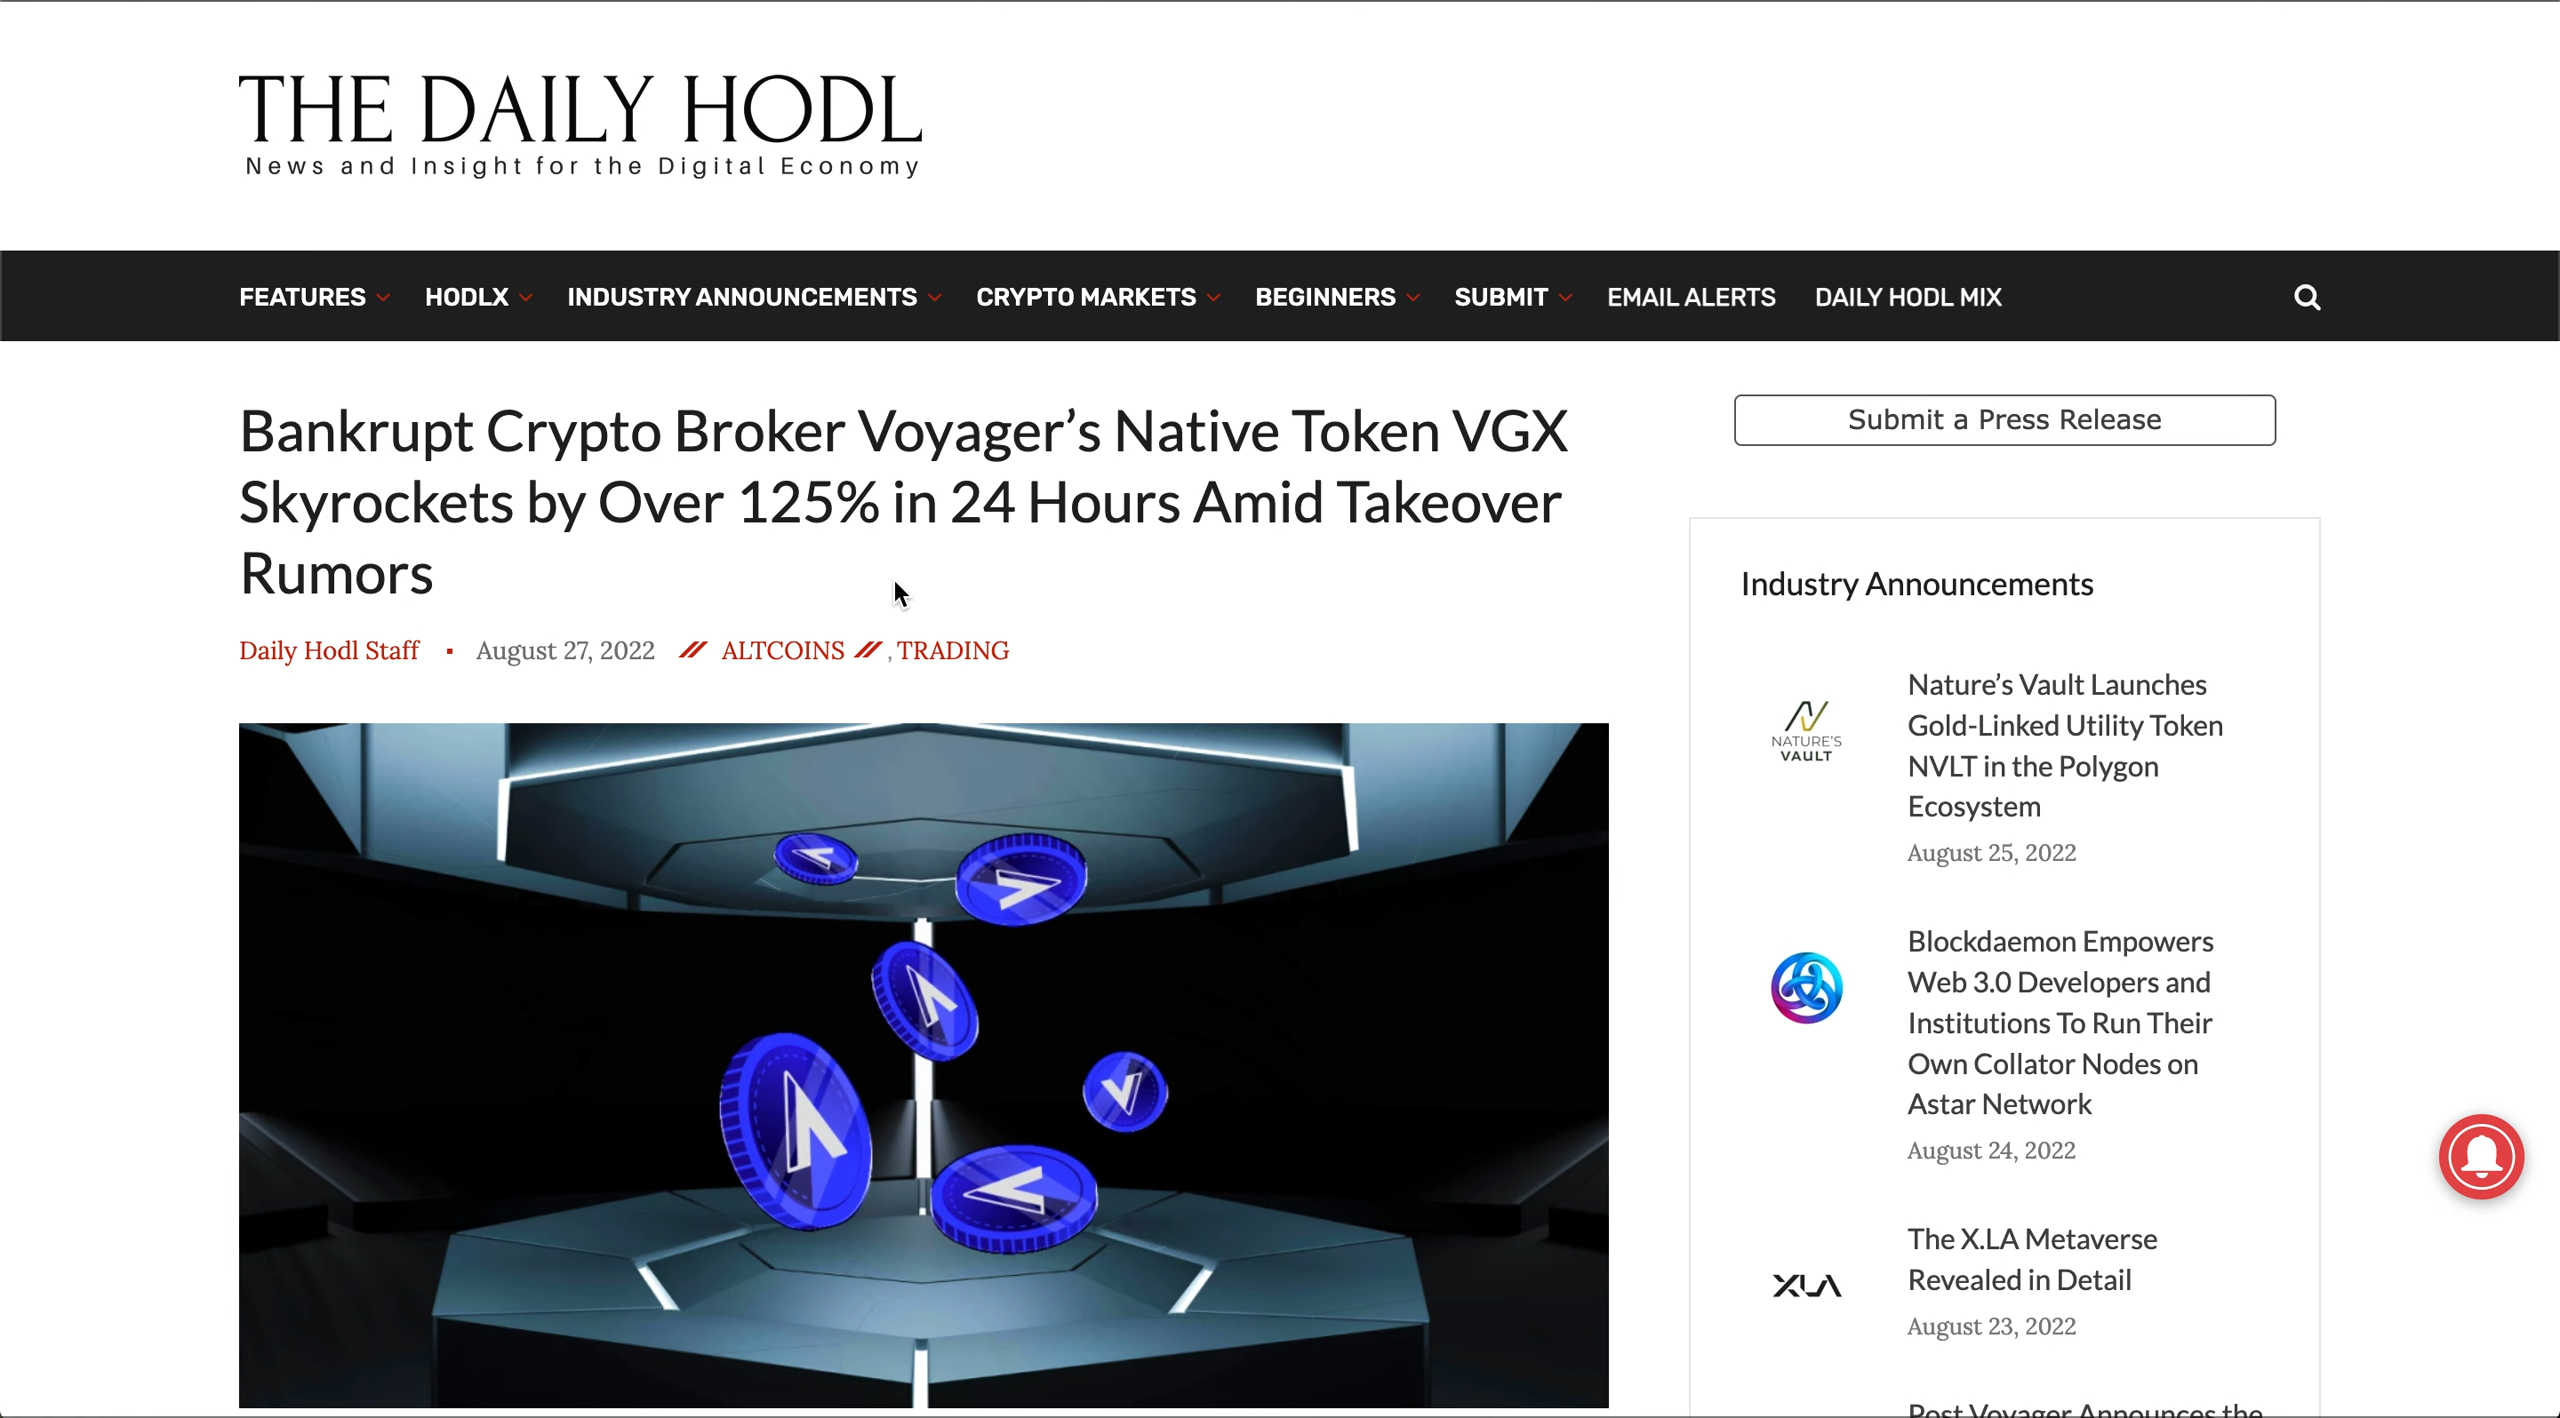 THE DAILY HODL
News and Insight for the Digital Economy
FEATURES HODLX INDUSTRY ANNOUNCEMENTS CRYPTO MARKETS BEGINNERS SUBMIT EMAIL ALERTS DAILY HODL MIX
Bankrupt Crypto Broker Voyager’s Native Token VGX
Skyrockets by Over 125% in 24 Hours Amid Takeover
Rumors
Daily Hodl Staff ▪ August 27, 2022 // ALTCOINS // , TRADING
Submit a Press Release
Industry Announcements
NATURE'S
VAULT
Nature’s Vault Launches
Gold-Linked Utility Token
NVLT in the Polygon
Ecosystem
August 25, 2022
Blockdaemon Empowers
Web 3.0 Developers and
Institutions To Run Their
Own Collator Nodes on
Astar Network
August 24, 2022
XLA
The X.LA Metaverse
Revealed in Detail
August 23, 2022
Post Voyager Announces the